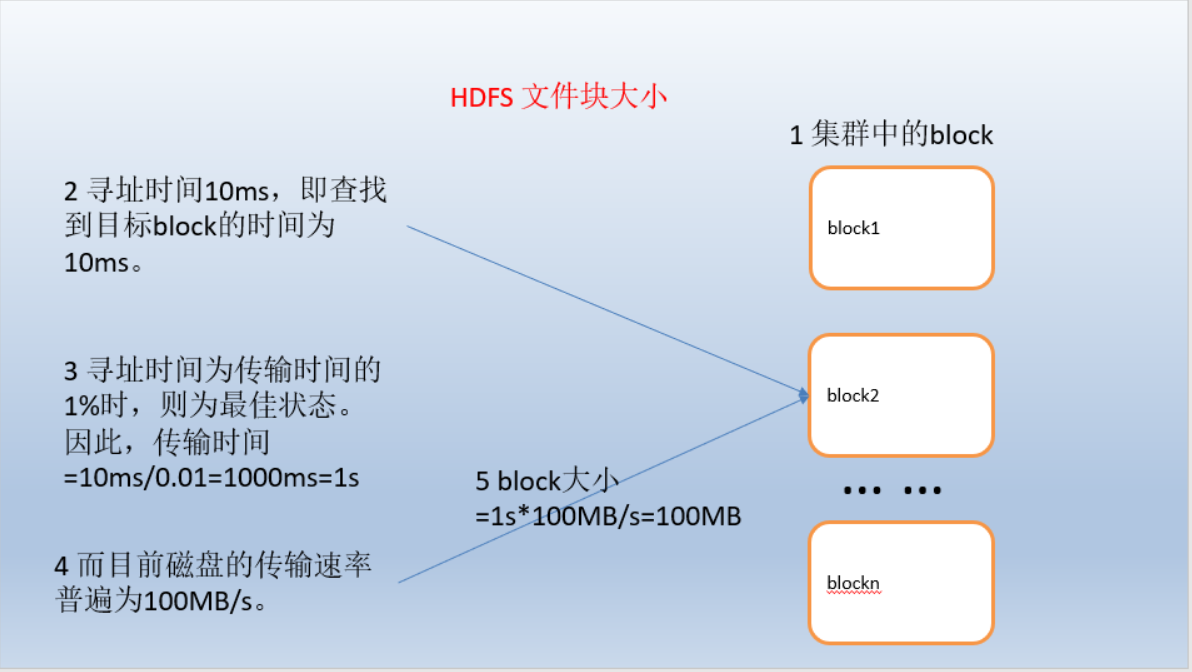 HDFS 文件块大小
1 集群中的block
2 寻址时间10ms，即查找
到目标block的时间为
10ms。
block1
3 寻址时间为传输时间的
1%时，则为最佳状态。
因此，传输时间
=10ms/0.01=1000ms=1s
block2
5 block大小
=1s*100MB/s=100MB
… …
4 而目前磁盘的传输速率
普遍为100MB/s。
blockn